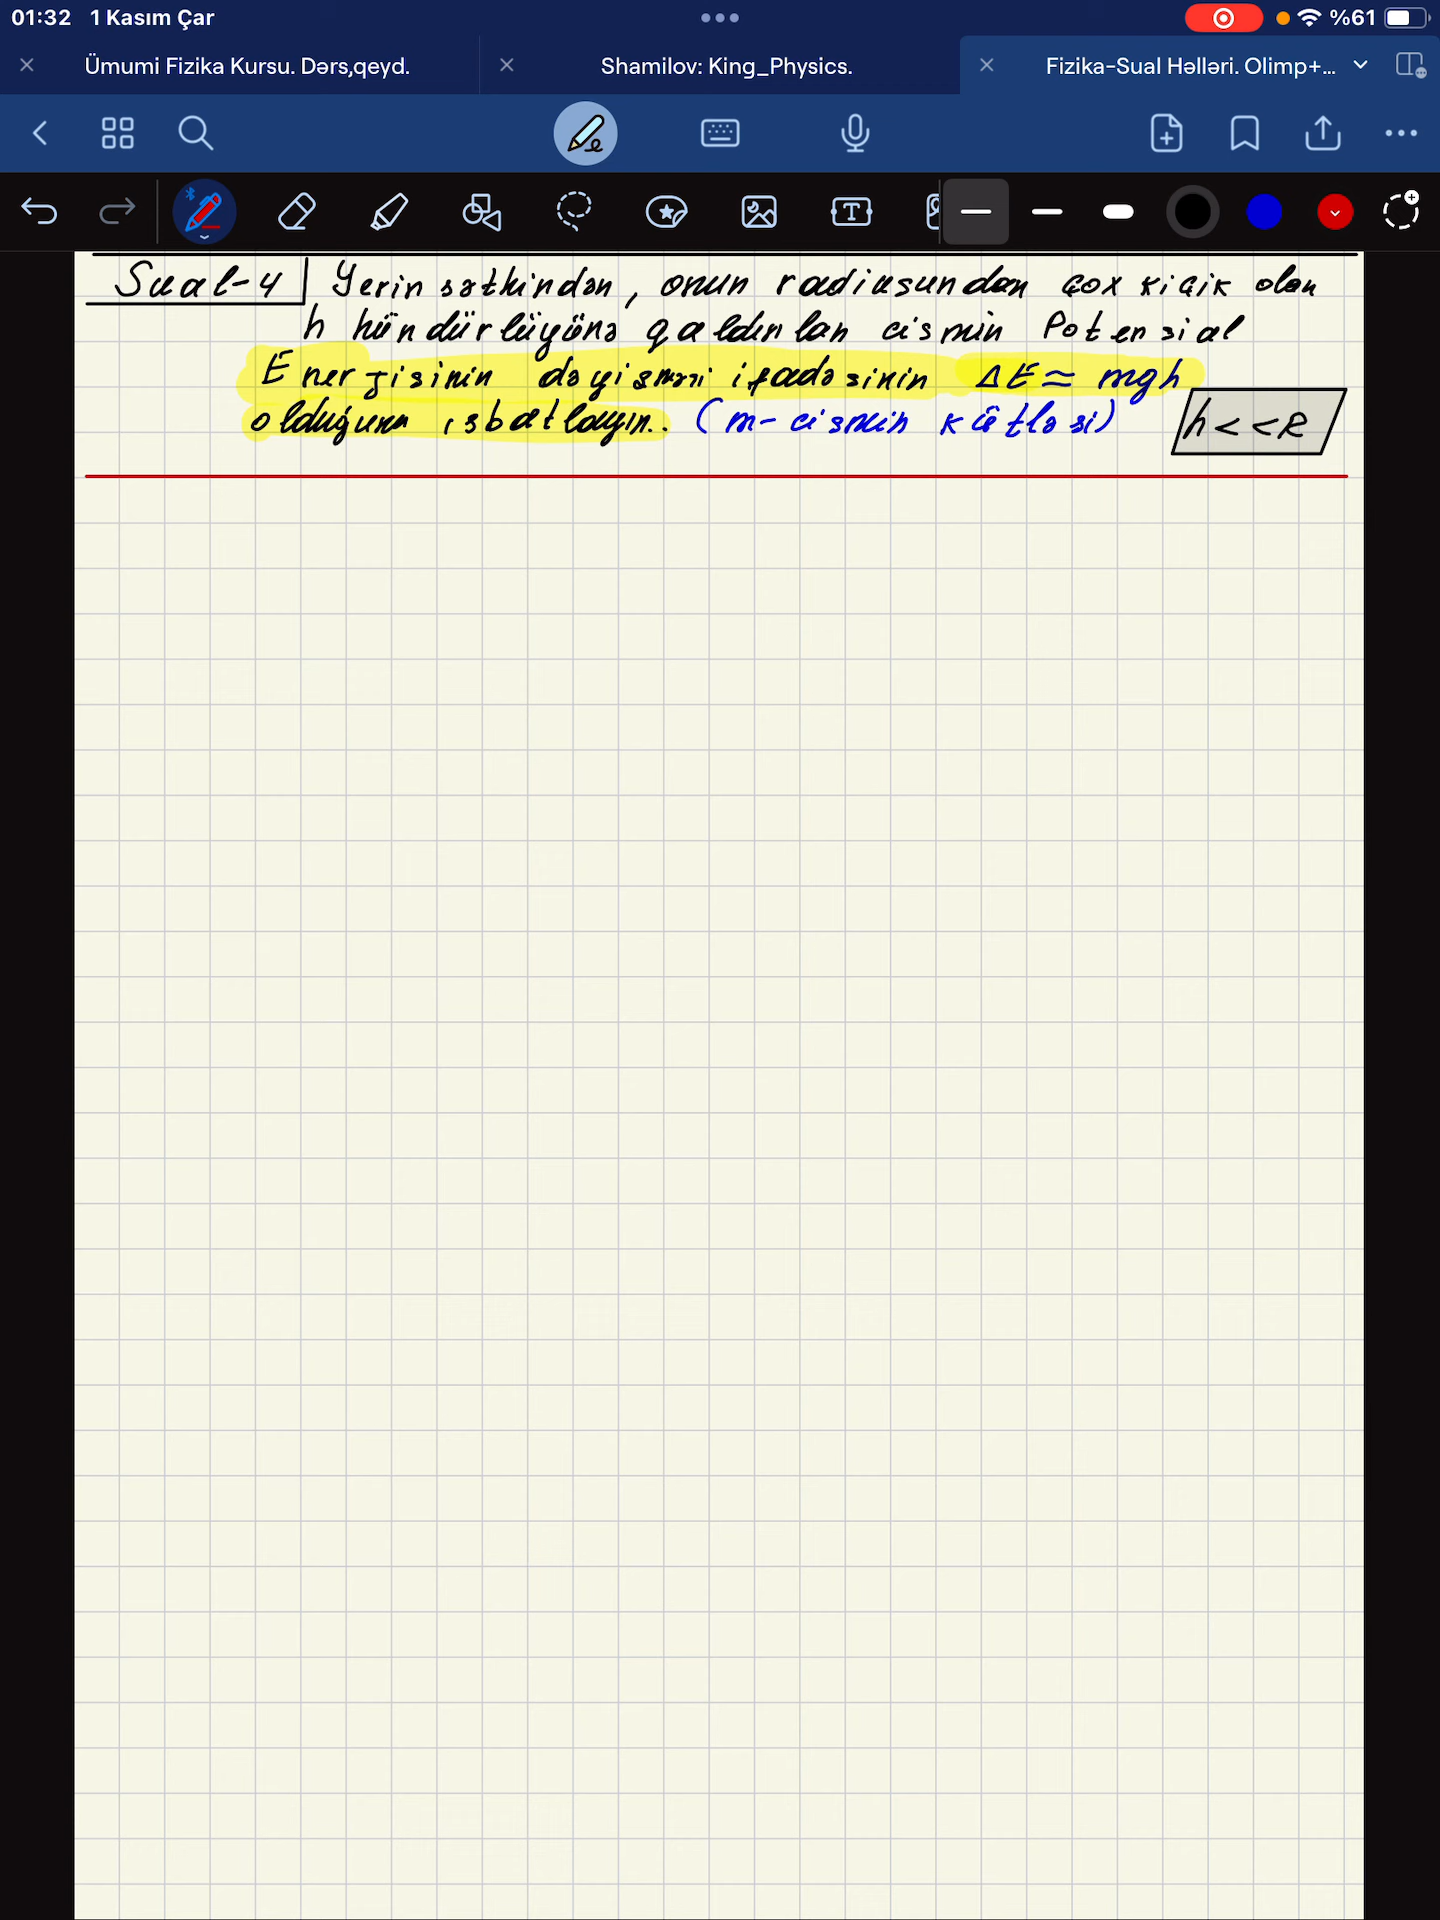 01:32 1 Kasım Çar %61
Ümumi Fizika Kursu. Dərs,qeyd. Shamilov: King_Physics. Fizika-Sual Həlləri. Olimp+...
Sual-4 Yerin səthindən, onun radiusundan çox kiçik olan
h hündürlüyünə qaldırılan cismin Potensial
Enerjisinin dəyişməsi ifadəsinin ΔE≈ mgh
olduğunu isbatlayın.. (m-cismin kütləsi) h<<R